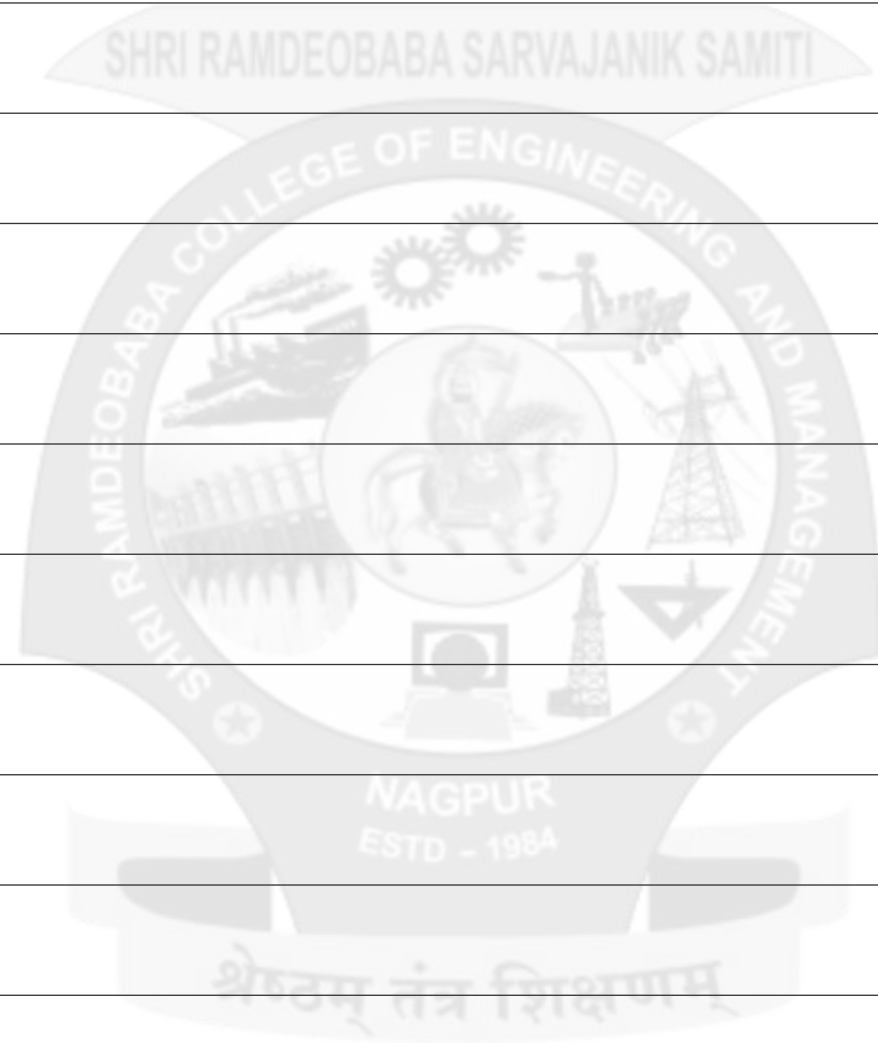 SHRI RAMDEOBABA SARVAJANIK SAMITI
SHRI RAMDEOBABA COLLEGE OF ENGINEERING AND MANAGEMENT
NAGPUR
ESTD - 1984
श्रेष्ठम् तंत्र शिक्षणम्